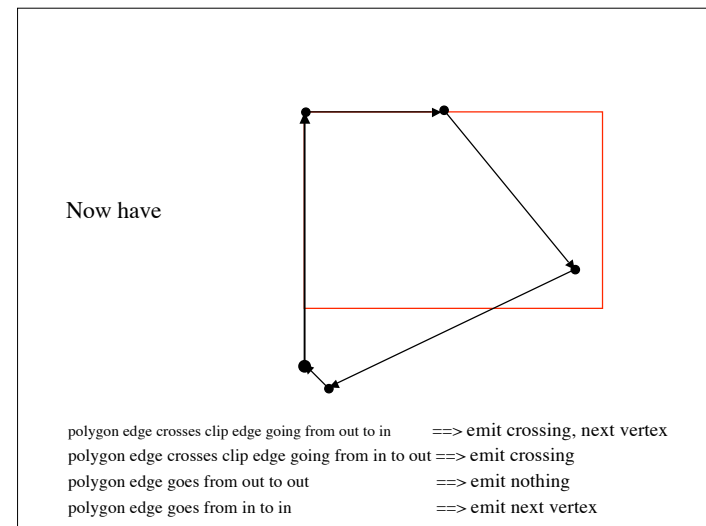 Now have
polygon edge crosses clip edge going from out to in ==> emit crossing, next vertex
polygon edge crosses clip edge going from in to out ==> emit crossing
polygon edge goes from out to out ==> emit nothing
polygon edge goes from in to in ==> emit next vertex